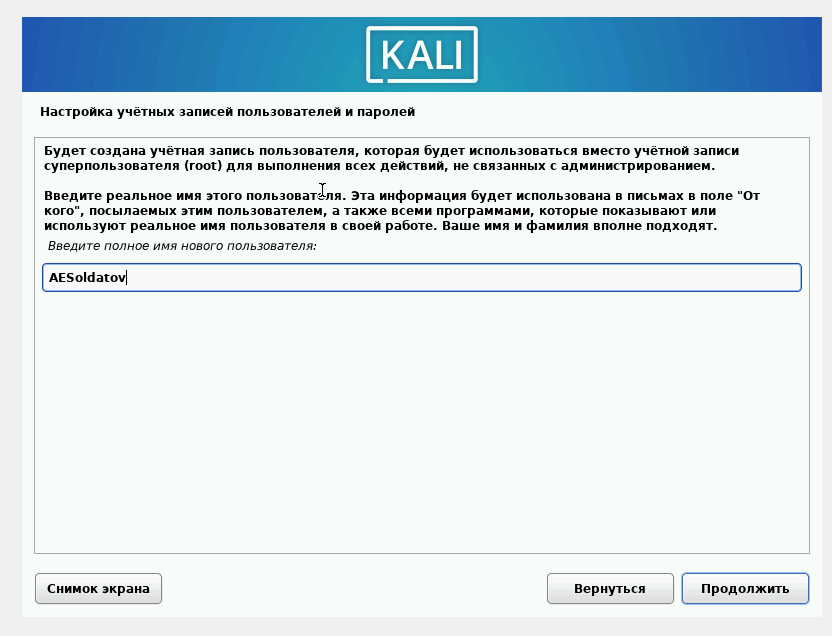 KALI
Настройка учётных записей пользователей и паролей
Будет создана учётная запись пользователя, которая будет использоваться вместо учётной записи
суперпользователя (root) для выполнения всех действий, не связанных с администрированием.
Введите реальное имя этого пользователя. Эта информация будет использована в письмах в поле "От
кого", посылаемых этим пользователем, а также всеми программами, которые показывают или
используют реальное имя пользователя в своей работе. Ваше имя и фамилия вполне подходят.
Введите полное имя нового пользователя:
AESoldatov
Снимок экрана
Вернуться
Продолжить